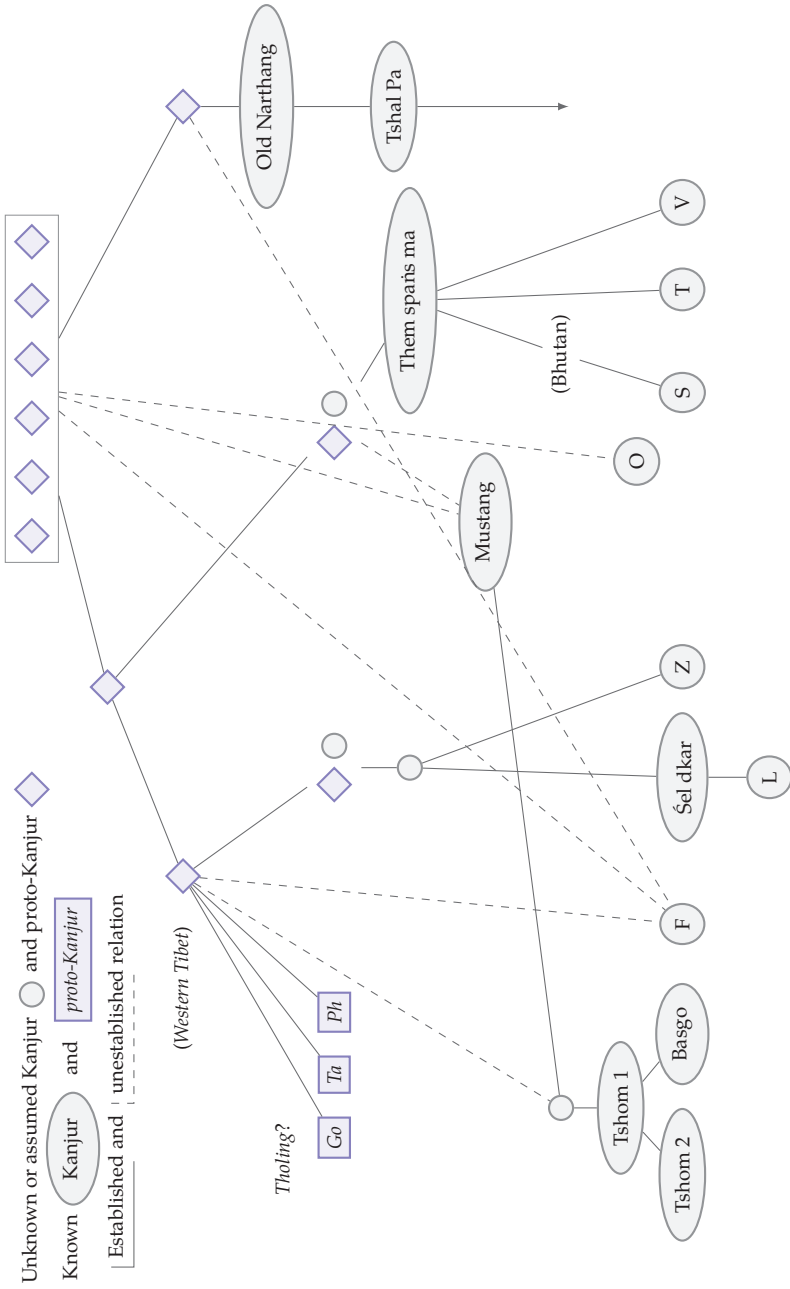 Unknown or assumed Kanjur and proto-Kanjur
Known Kanjur and proto-Kanjur
Established and unestablished relation
(Western Tibet)
Old Narthang
Tholing?
Go
Ta
Ph
Tshal Pa
Them spaṅs ma
Mustang
(Bhutan)
Tshom 1
O
Tshom 2
Basgo
F
Śel dkar
Z
S
T
V
L